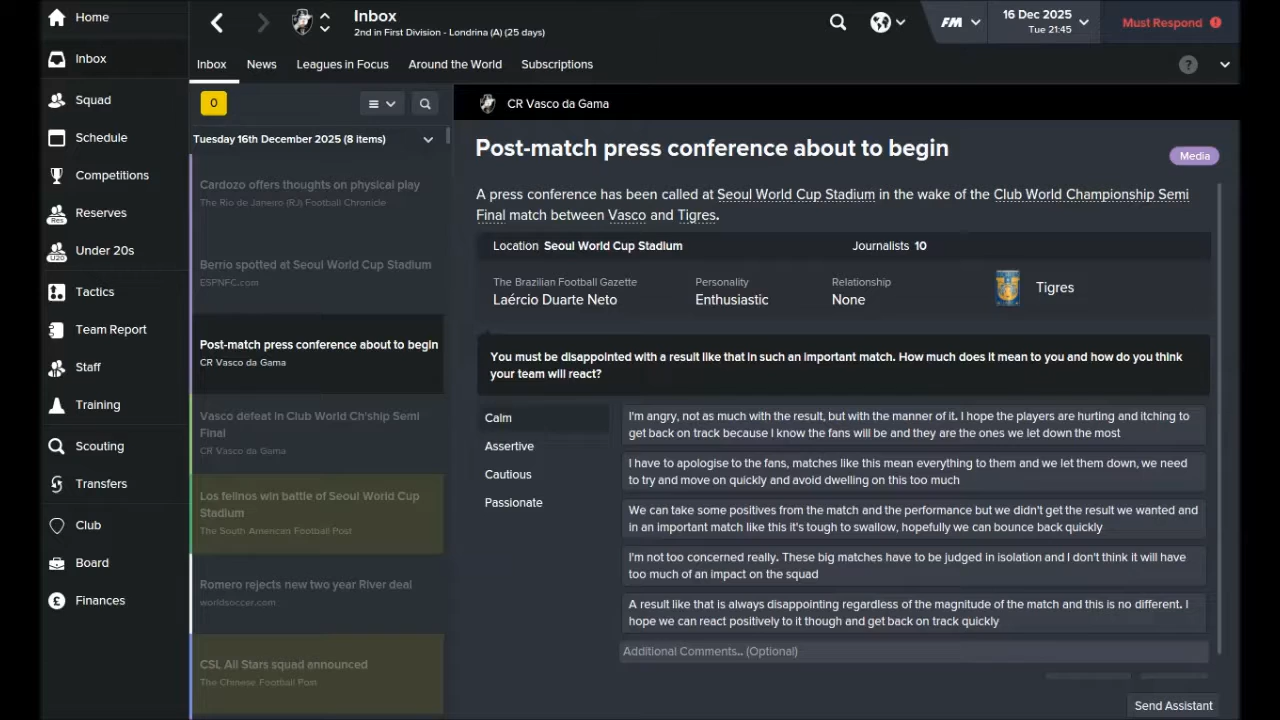 Home
Inbox
2nd in First Division - Londrina (A) (25 days)
FM
16 Dec 2025
Tue 21:45
Must Respond
Inbox
Squad
Schedule
Competitions
Reserves
Res
Under 20s
U20
Tactics
Team Report
Staff
Training
Scouting
Transfers
Club
Board
Finances
Inbox News Leagues in Focus Around the World Subscriptions
?
0
Tuesday 16th December 2025 (8 items)
Cardozo offers thoughts on physical play
The Rio de Janeiro (RJ) Football Chronicle
Berrío spotted at Seoul World Cup Stadium
ESPNFC.com
Post-match press conference about to begin
CR Vasco da Gama
Vasco defeat in Club World Ch'ship Semi
Final
CR Vasco da Gama
Los felinos win battle of Seoul World Cup
Stadium
The South American Football Post
Romero rejects new two year River deal
worldsoccer.com
CSL All Stars squad announced
The Chinese Football Post
CR Vasco da Gama
Post-match press conference about to begin
Media
A press conference has been called at Seoul World Cup Stadium in the wake of the Club World Championship Semi
Final match between Vasco and Tigres.
Location Seoul World Cup Stadium Journalists 10
The Brazilian Football Gazette Personality Relationship
Laércio Duarte Neto Enthusiastic None Tigres
You must be disappointed with a result like that in such an important match. How much does it mean to you and how do you think
your team will react?
Calm
Assertive
Cautious
Passionate
I'm angry, not as much with the result, but with the manner of it. I hope the players are hurting and itching to
get back on track because I know the fans will be and they are the ones we let down the most
I have to apologise to the fans, matches like this mean everything to them and we let them down, we need
to try and move on quickly and avoid dwelling on this too much
We can take some positives from the match and the performance but we didn't get the result we wanted and
in an important match like this it's tough to swallow, hopefully we can bounce back quickly
I'm not too concerned really. These big matches have to be judged in isolation and I don't think it will have
too much of an impact on the squad
A result like that is always disappointing regardless of the magnitude of the match and this is no different. I
hope we can react positively to it though and get back on track quickly
Additional Comments.. (Optional)
Send Assistant